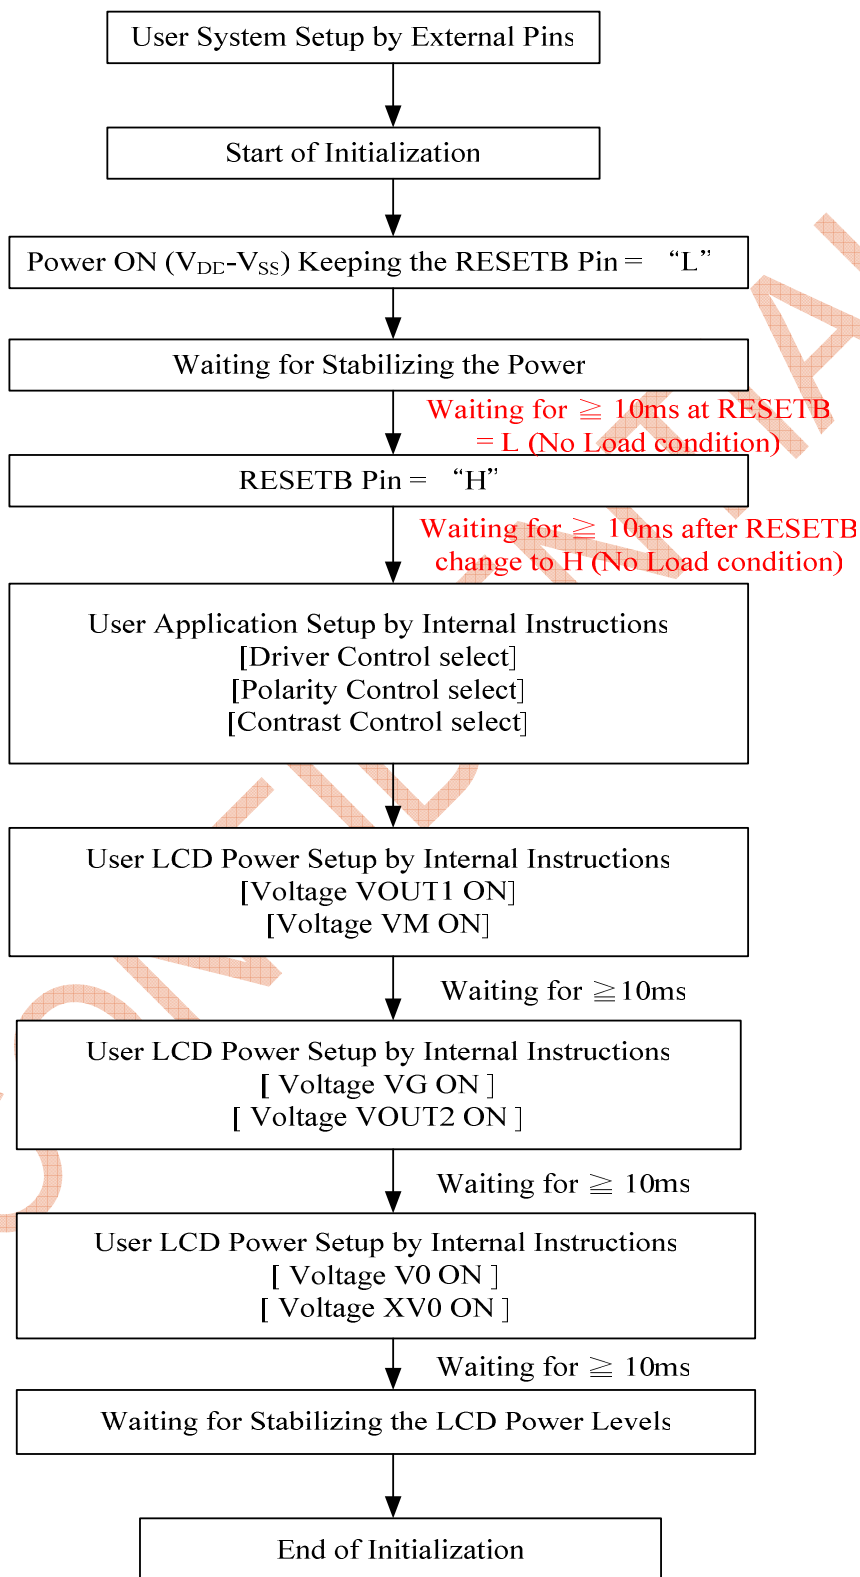 User System Setup by External Pins
Start of Initialization
Power ON (VDD-VSS) Keeping the RESETB Pin = “L”
Waiting for Stabilizing the Power
Waiting for ≧ 10ms at RESETB
= L (No Load condition)
RESETB Pin = “H”
Waiting for ≧ 10ms after RESETB
change to H (No Load condition)
User Application Setup by Internal Instructions
[Driver Control select]
[Polarity Control select]
[Contrast Control select]
User LCD Power Setup by Internal Instructions
[Voltage VOUT1 ON]
[Voltage VM ON]
Waiting for ≧10ms
User LCD Power Setup by Internal Instructions
[ Voltage VG ON ]
[ Voltage VOUT2 ON ]
Waiting for ≧ 10ms
User LCD Power Setup by Internal Instructions
[ Voltage V0 ON ]
[ Voltage XV0 ON ]
Waiting for ≧ 10ms
Waiting for Stabilizing the LCD Power Levels
End of Initialization
CONFIDENTIAL